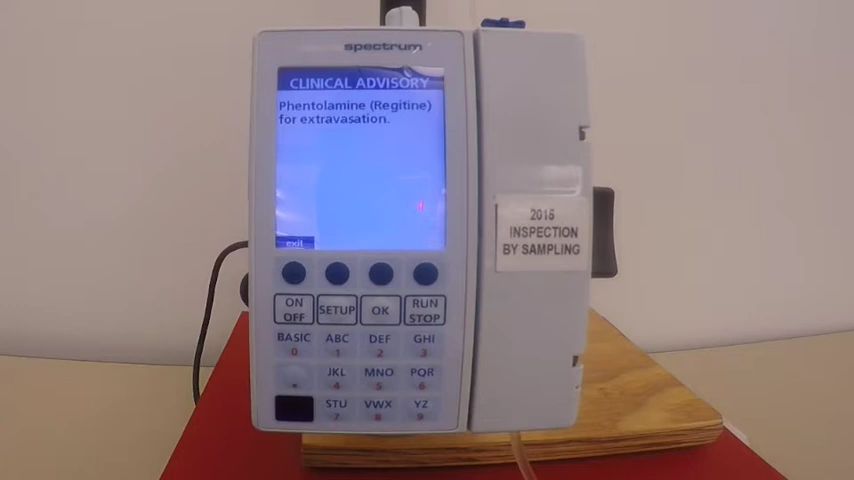 spectrum
CLINICAL ADVISORY
Phentolamine (Regitine)
for extravasation.
exit
2015
INSPECTION
BY SAMPLING
ON
OFF
SETUP
OK
RUN
STOP
BASIC
0
ABC
1
DEF
2
GHI
3
.
JKL
4
MNO
5
PQR
6
STU
7
VWX
8
YZ
9